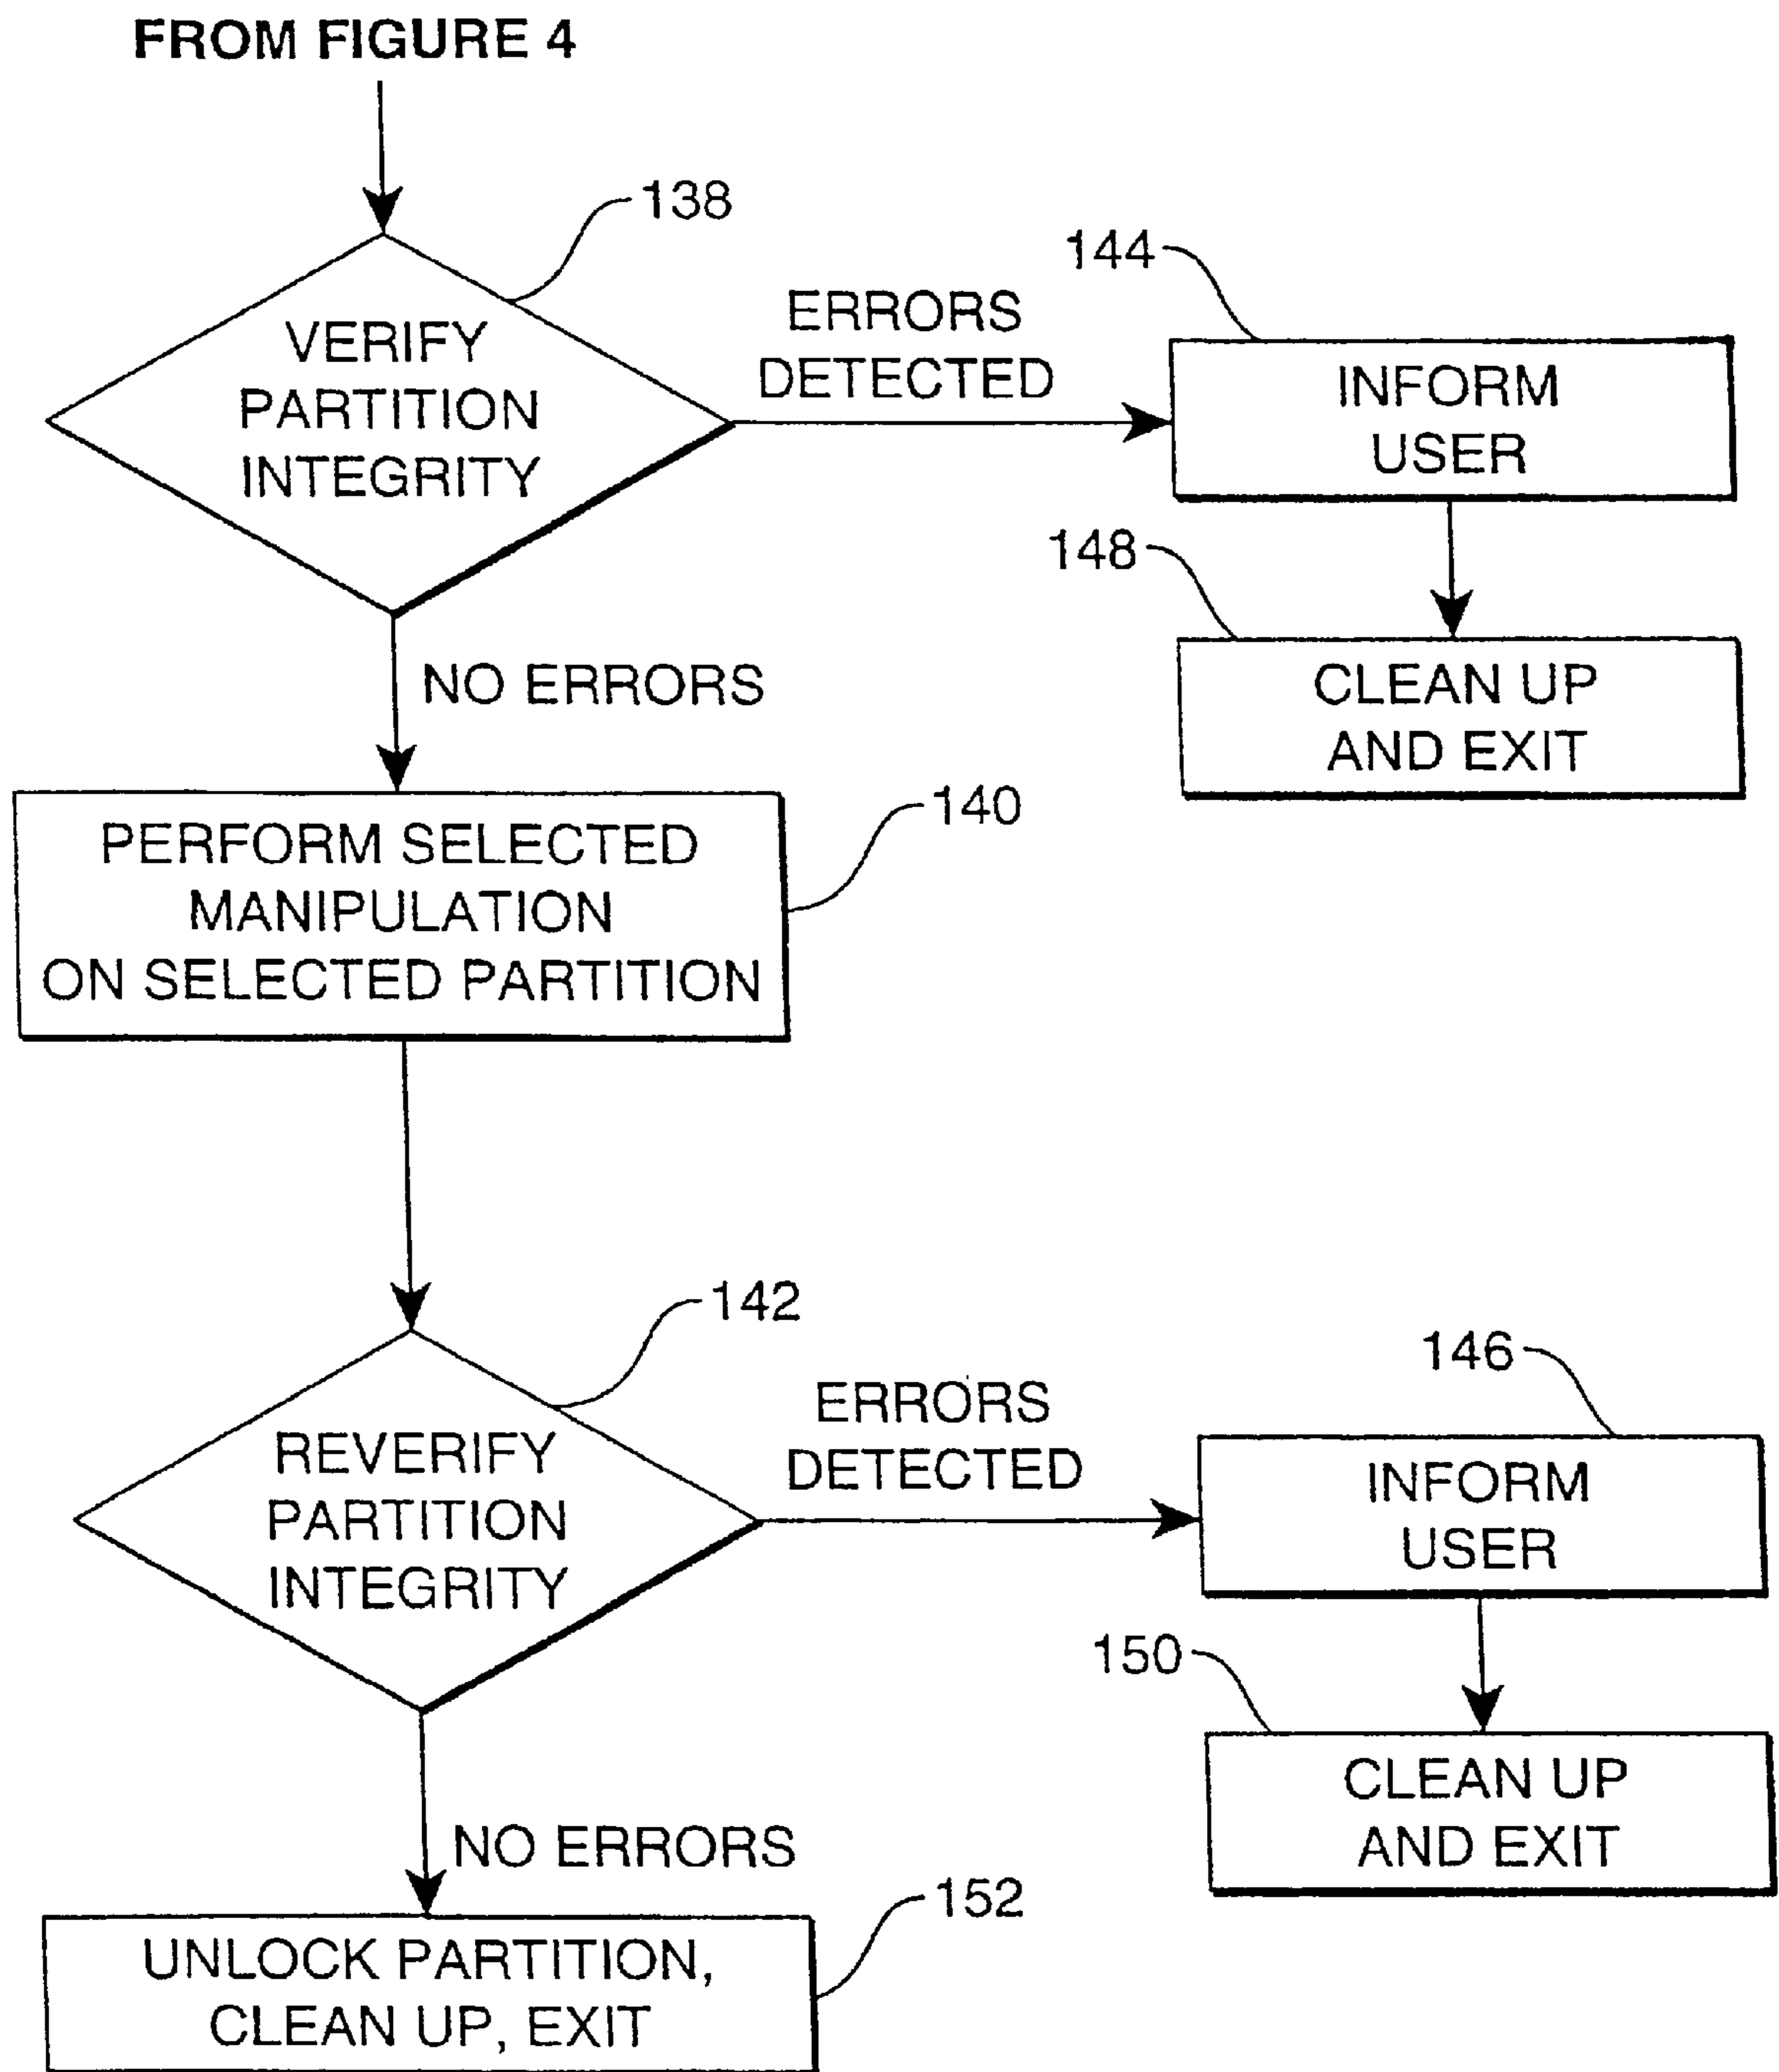 FROM FIGURE 4
138
VERIFY
PARTITION
INTEGRITY
ERRORS
DETECTED
144
INFORM
USER
148
CLEAN UP
AND EXIT
NO ERRORS
140
PERFORM SELECTED
MANIPULATION
ON SELECTED PARTITION
142
REVERIFY
PARTITION
INTEGRITY
ERRORS
DETECTED
146
INFORM
USER
150
CLEAN UP
AND EXIT
NO ERRORS
152
UNLOCK PARTITION,
CLEAN UP, EXIT